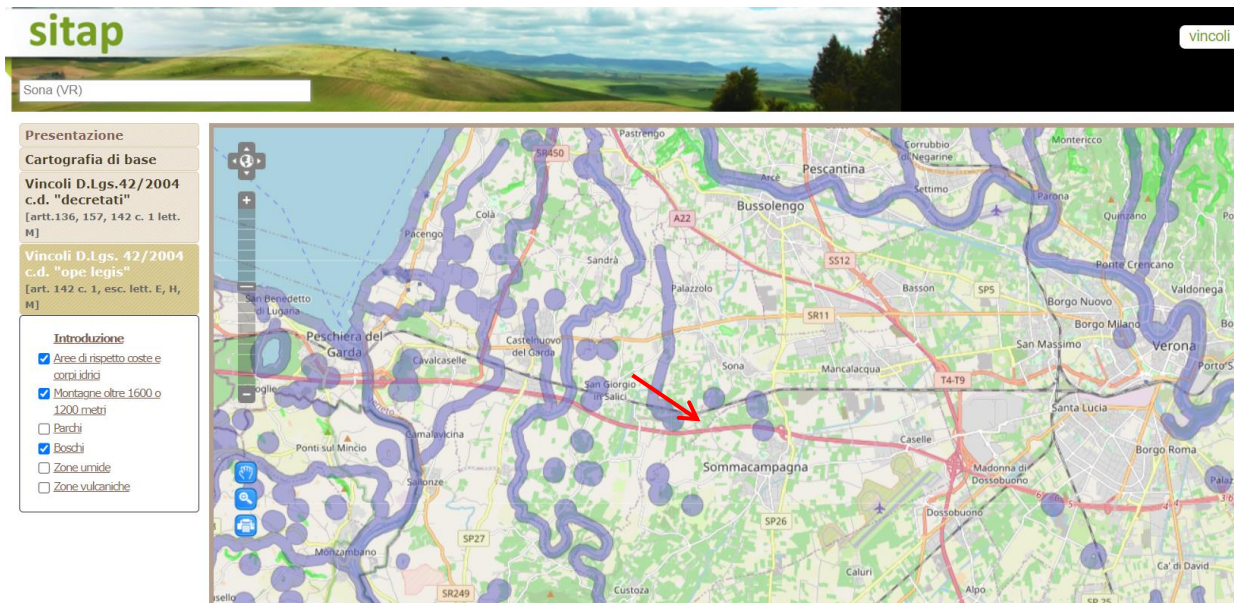 sitap
vincoli
Sona (VR)
Presentazione
Cartografia di base
Vincoli D.Lgs.42/2004
c.d. "decretati"
[artt.136, 157, 142 c. 1 lett.
M]
Vincoli D.Lgs. 42/2004
c.d. "ope legis"
[art. 142 c. 1, esc. lett. E, H,
M]
Introduzione
Aree di rispetto coste e
corpi idrici
Montagne oltre 1600 o
1200 metri
Parchi
Boschi
Zone umide
Zone vulcaniche
Pastrengo
SR450
Corrubbio
di Negarine
Montericco
Arcè
Pescantina
Settimo
Parona
Quinzano
Bussolengo
A22
Colà
Pacengo
Sandrà
SS12
Ponte Crencano
Palazzolo
Basson
SP5
Valdonega
San Benedetto
di Lugana
Borgo Nuovo
SR11
Borgo Milano
Peschiera del
Garda
Castelnuovo
del Garda
San Massimo
Verona
Cavalcaselle
Sona
Mancalacqua
T4-T9
San Giorgio
in Salici
Santa Lucia
Ponti sul Mincio
Camalavicina
Caselle
Borgo Roma
Salionze
Sommacampagna
Madonna di
Dossobuono
Dossobuono
SP26
SP27
Monzambano
Caluri
Ca' di David
SR249
Custoza
Alpo
SP 25